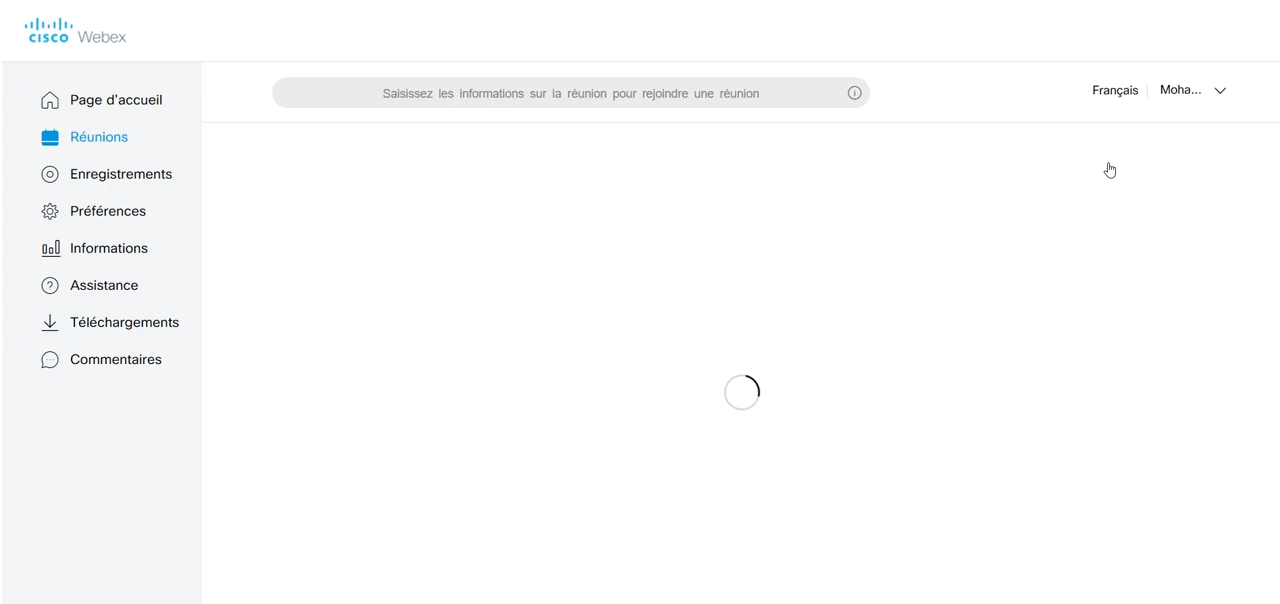 CISCO Webex
Saisissez les informations sur la réunion pour rejoindre une réunion
Français
Moha...
Page d'accueil
Réunions
Enregistrements
Préférences
Informations
Assistance
Téléchargements
Commentaires